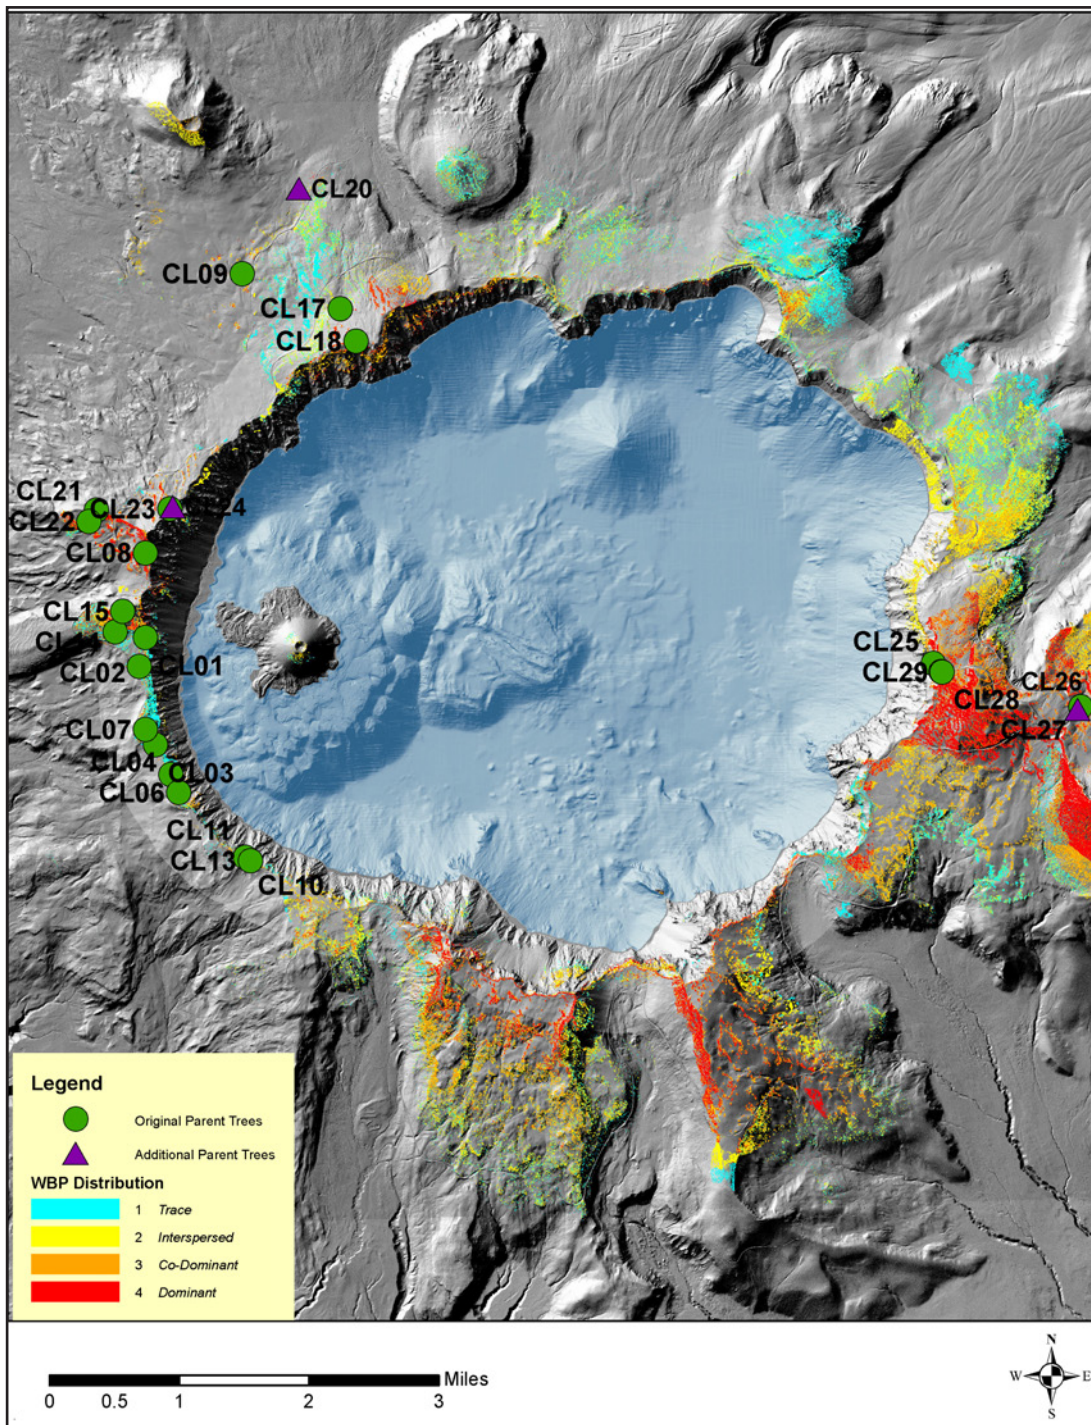 CL20
CL09
CL17
CL18
CL21
CL23
CL24
CL22
CL08
CL15
CL02
CL01
CL25
CL29
CL26
CL28
CL27
CL07
CL04
CL03
CL06
CL11
CL13
CL10
Legend
Original Parent Trees
Additional Parent Trees
WBP Distribution
1 Trace
2 Interspersed
3 Co-Dominant
4 Dominant
N
W E
S
Miles
0 0.5 1 2 3